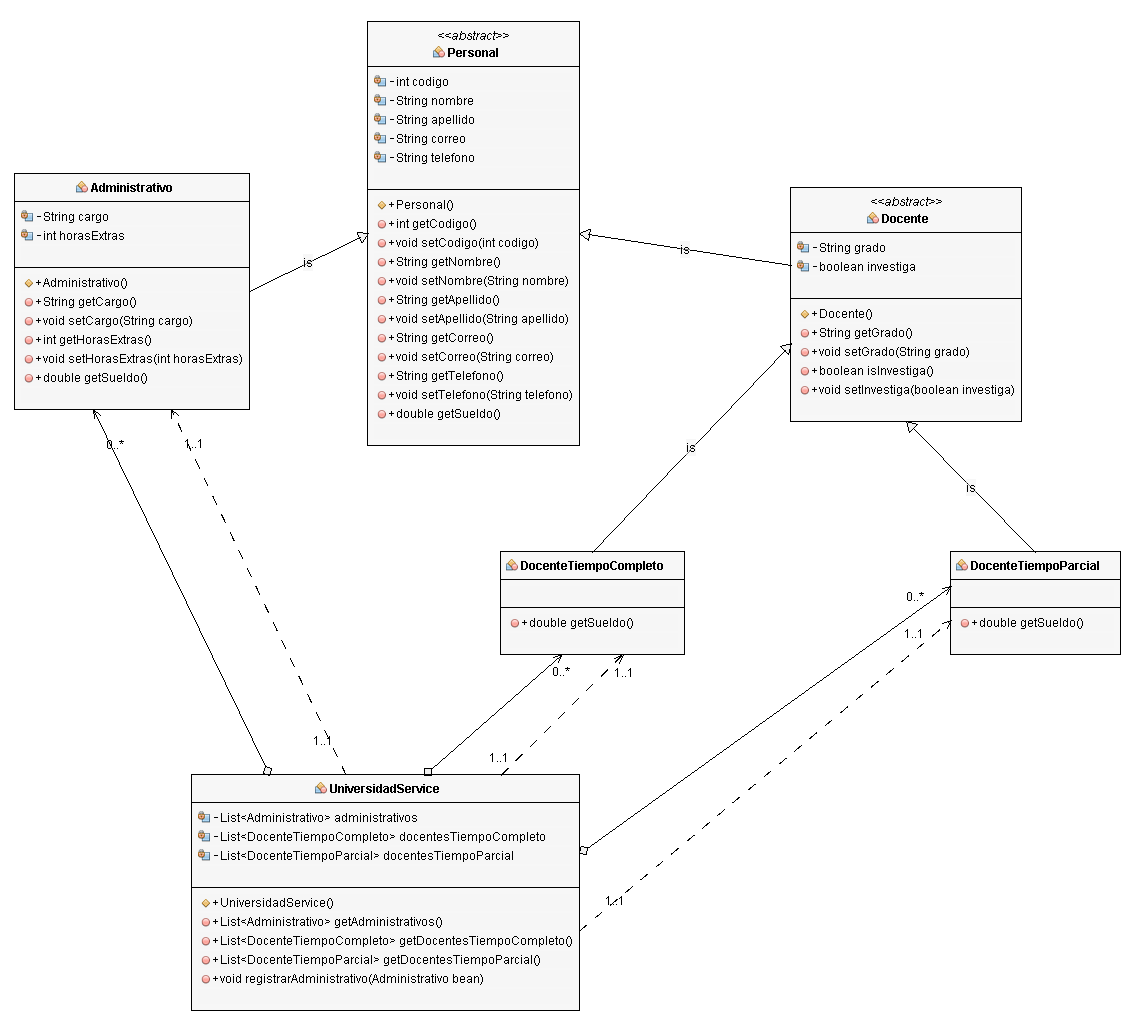 <<abstract>>
Personal
- int codigo
- String nombre
- String apellido
- String correo
- String telefono
+ Personal()
+ int getCodigo()
+ void setCodigo(int codigo)
+ String getNombre()
+ void setNombre(String nombre)
+ String getApellido()
+ void setApellido(String apellido)
+ String getCorreo()
+ void setCorreo(String correo)
+ String getTelefono()
+ void setTelefono(String telefono)
+ double getSueldo()
Administrativo
- String cargo
- int horasExtras
+ Administrativo()
+ String getCargo()
+ void setCargo(String cargo)
+ int getHorasExtras()
+ void setHorasExtras(int horasExtras)
+ double getSueldo()
is
<<abstract>>
Docente
- String grado
- boolean investiga
+ Docente()
+ String getGrado()
+ void setGrado(String grado)
+ boolean isInvestiga()
+ void setInvestiga(boolean investiga)
is
0..*
1..1
is
is
DocenteTiempoCompleto
+ double getSueldo()
DocenteTiempoParcial
+ double getSueldo()
0..*
1..1
0..*
1..1
1..1
1..1
UniversidadService
- List<Administrativo> administrativos
- List<DocenteTiempoCompleto> docentesTiempoCompleto
- List<DocenteTiempoParcial> docentesTiempoParcial
+ UniversidadService()
+ List<Administrativo> getAdministrativos()
+ List<DocenteTiempoCompleto> getDocentesTiempoCompleto()
+ List<DocenteTiempoParcial> getDocentesTiempoParcial()
+ void registrarAdministrativo(Administrativo bean)
1..1